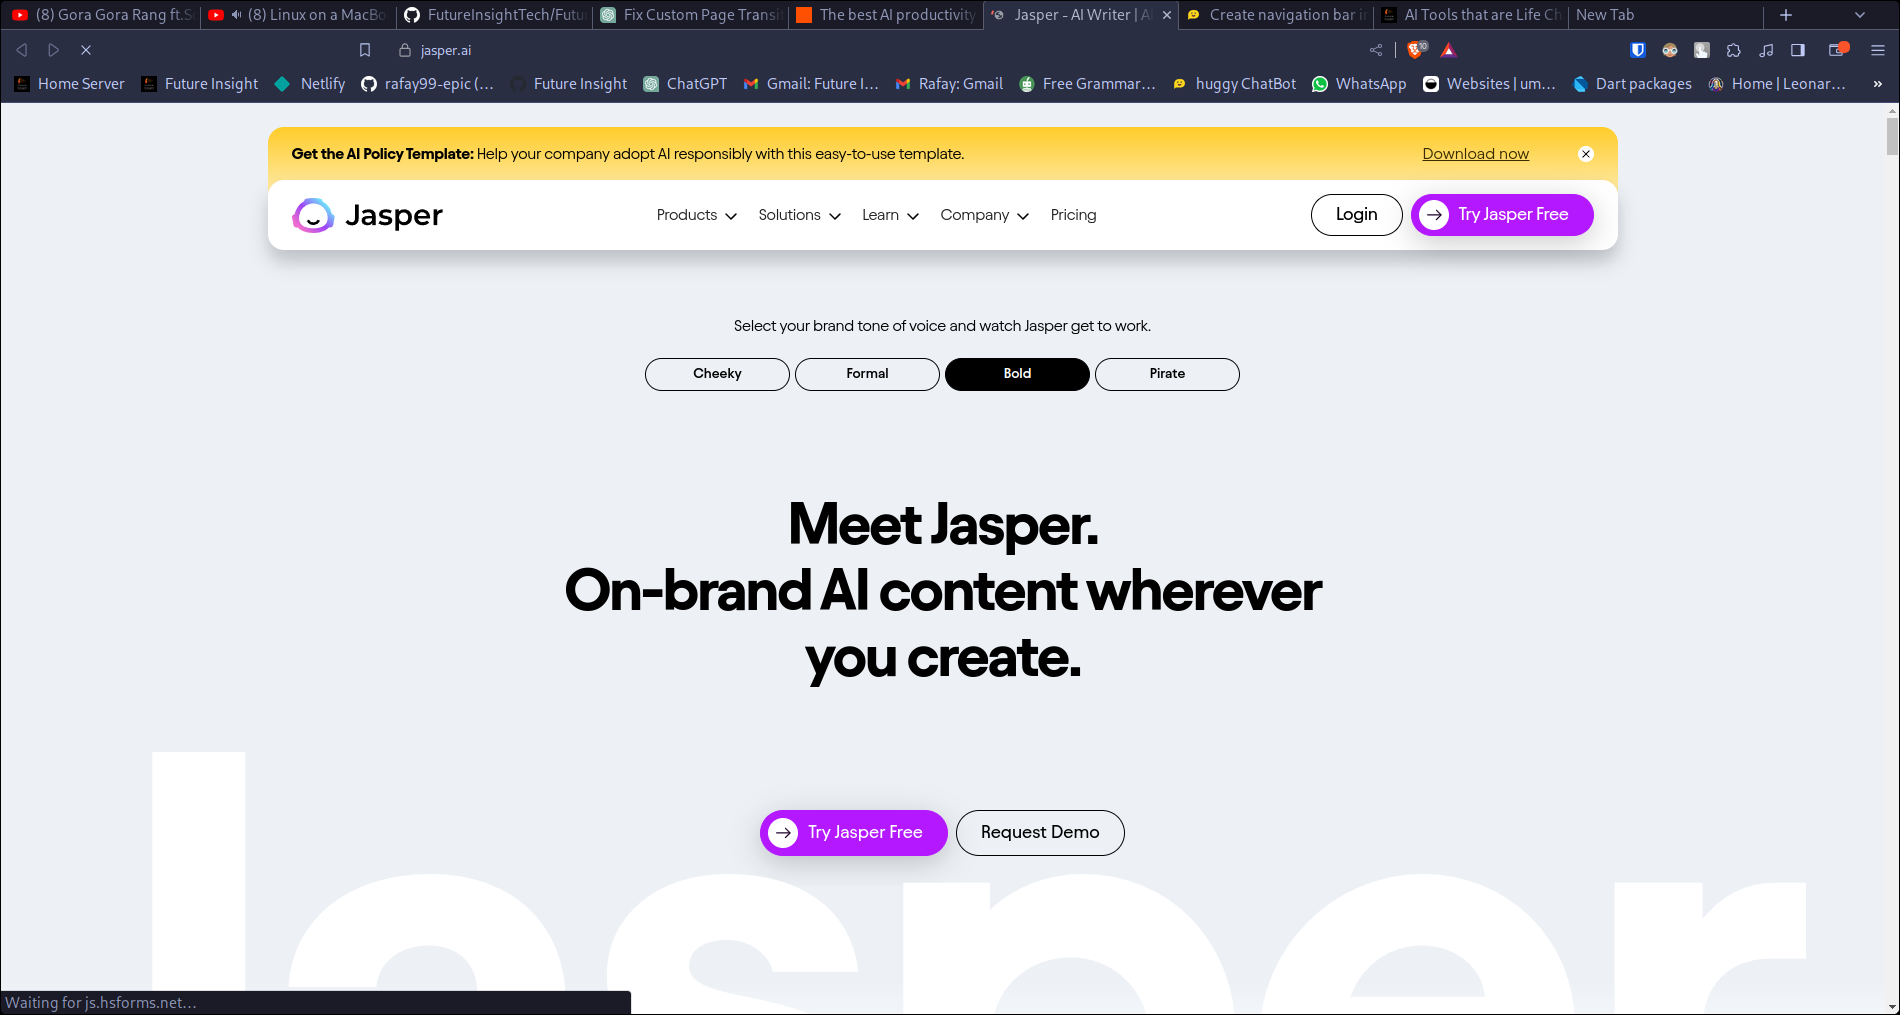 (8) Gora Gora Rang ft.
(8) Linux on a MacBo
FutureInsightTech/Futu
Fix Custom Page Transi
The best AI productivity
Jasper - AI Writer | A
Create navigation bar i
AI Tools that are Life Ch
New Tab
jasper.ai
10
Home Server
Future Insight
Netlify
rafay99-epic (...
Future Insight
ChatGPT
Gmail: Future I...
Rafay: Gmail
Free Grammar...
huggy ChatBot
WhatsApp
Websites | um...
Dart packages
Home | Leonar...
»
Get the AI Policy Template: Help your company adopt AI responsibly with this easy-to-use template.
Download now
Jasper
Products
Solutions
Learn
Company
Pricing
Login
Try Jasper Free
Select your brand tone of voice and watch Jasper get to work.
Cheeky
Formal
Bold
Pirate
Meet Jasper.
On-brand AI content wherever
you create.
Try Jasper Free
Request Demo
Jasper
Waiting for js.hsforms.net...